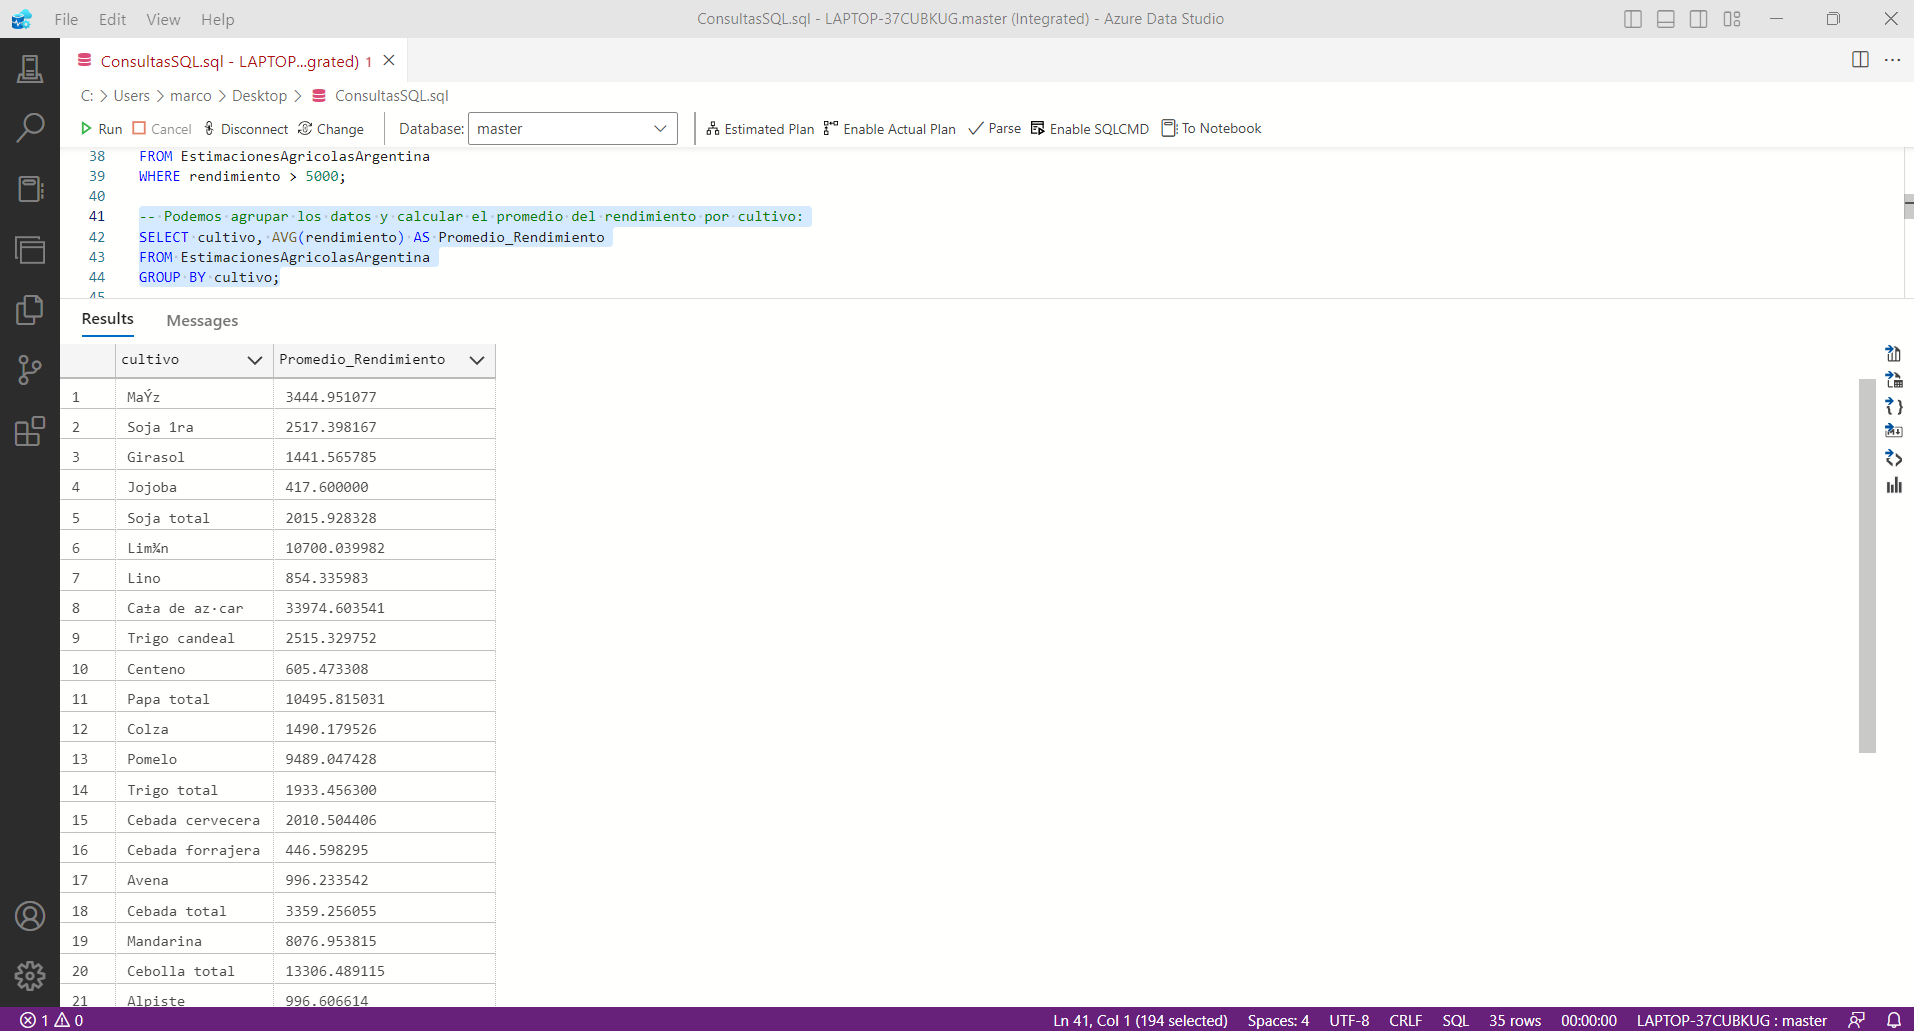 File Edit View Help
ConsultasSQL.sql - LAPTOP-37CUBKUG.master (Integrated) - Azure Data Studio
ConsultasSQL.sql - LAPTOP...grated) 1
C: > Users > marco > Desktop > ConsultasSQL.sql
Run Cancel Disconnect Change Database: master Estimated Plan Enable Actual Plan Parse Enable SQLCMD To Notebook
38 FROM EstimacionesAgricolasArgentina
39 WHERE rendimiento > 5000;
40
41 -- Podemos agrupar los datos y calcular el promedio del rendimiento por cultivo:
42 SELECT cultivo, AVG(rendimiento) AS Promedio_Rendimiento
43 FROM EstimacionesAgricolasArgentina
44 GROUP BY cultivo;
45
Results Messages
cultivo Promedio_Rendimiento
1 MaÝz 3444.951077
2 Soja 1ra 2517.398167
3 Girasol 1441.565785
4 Jojoba 417.600000
5 Soja total 2015.928328
6 Lim¾n 10700.039982
7 Lino 854.335983
8 Ca±a de az·car 33974.603541
9 Trigo candeal 2515.329752
10 Centeno 605.473308
11 Papa total 10495.815031
12 Colza 1490.179526
13 Pomelo 9489.047428
14 Trigo total 1933.456300
15 Cebada cervecera 2010.504406
16 Cebada forrajera 446.598295
17 Avena 996.233542
18 Cebada total 3359.256055
19 Mandarina 8076.953815
20 Cebolla total 13306.489115
21 Alpiste 996.606614
1 0 Ln 41, Col 1 (194 selected) Spaces: 4 UTF-8 CRLF SQL 35 rows 00:00:00 LAPTOP-37CUBKUG : master